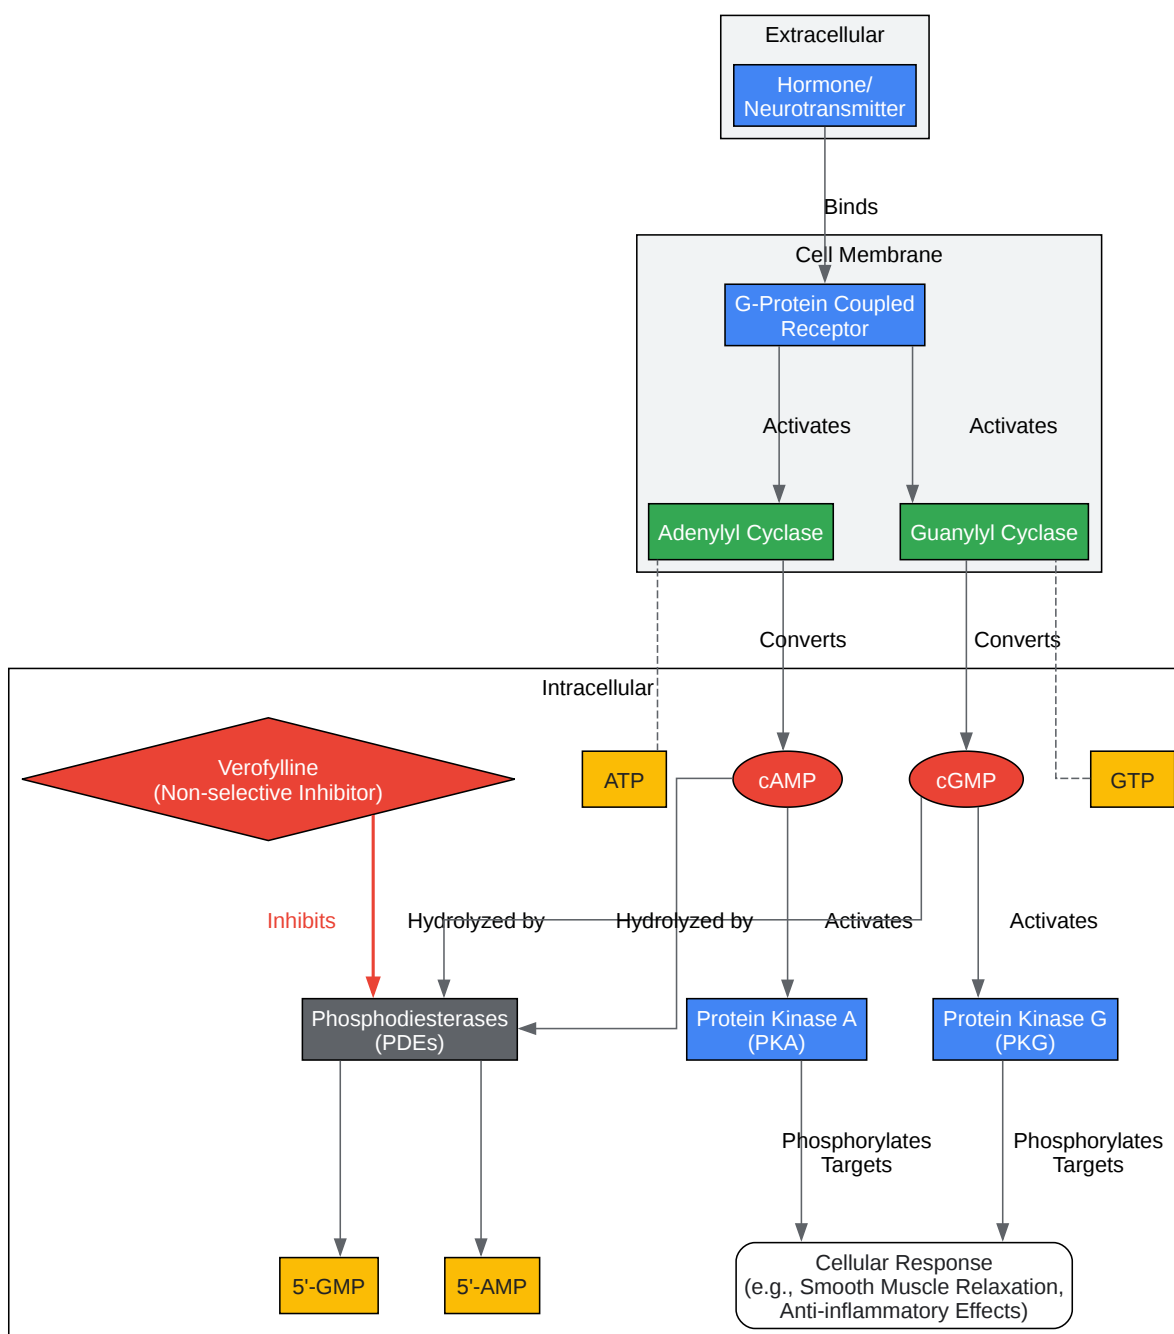 Extracellular
Hormone/
Neurotransmitter
Binds
Cell Membrane
G-Protein Coupled
Receptor
Activates
Activates
Adenylyl Cyclase
Guanylyl Cyclase
Converts
Converts
Intracellular
Verofylline
(Non-selective Inhibitor)
ATP
cAMP
cGMP
GTP
Inhibits
Hydrolyzed by
Hydrolyzed by
Activates
Activates
Phosphodiesterases
(PDEs)
Protein Kinase A
(PKA)
Protein Kinase G
(PKG)
Phosphorylates
Targets
Phosphorylates
Targets
5'-GMP
5'-AMP
Cellular Response
(e.g., Smooth Muscle Relaxation,
Anti-inflammatory Effects)